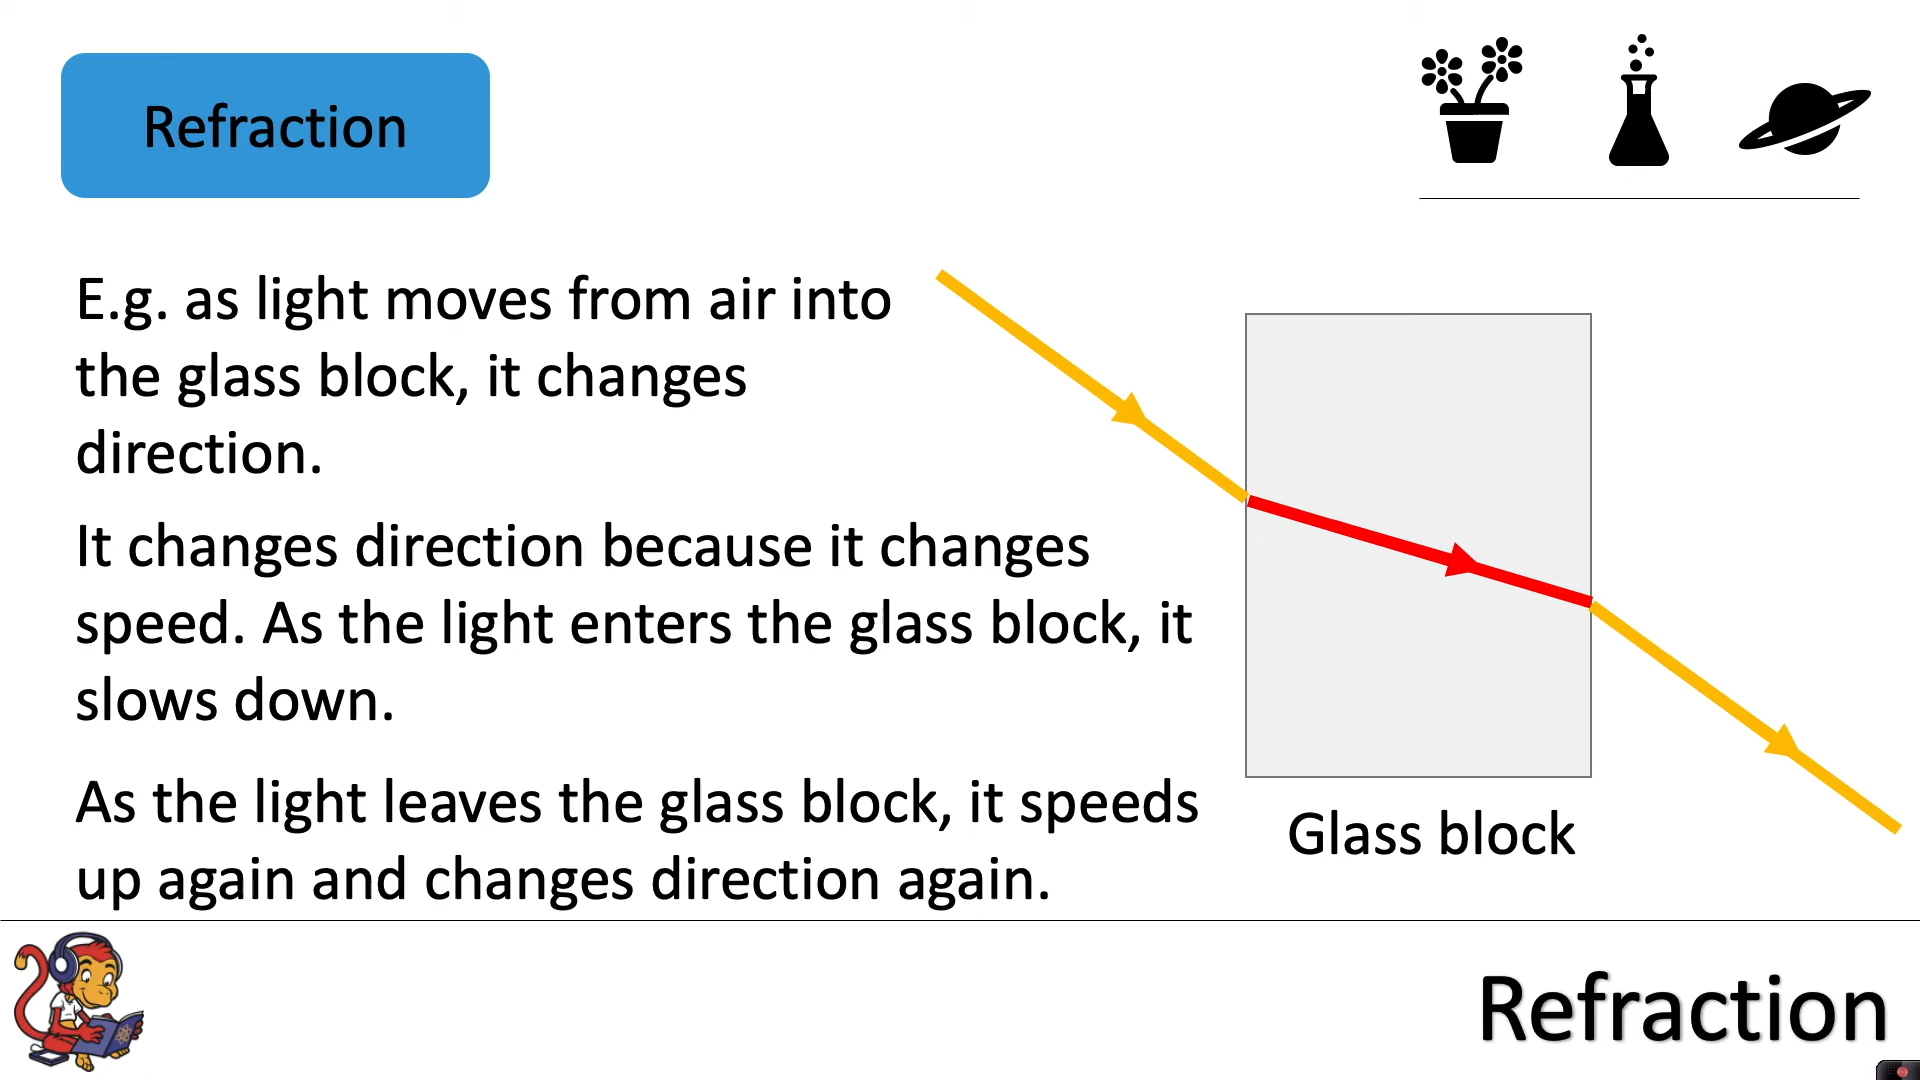 Refraction
E.g. as light moves from air into
the glass block, it changes
direction.
It changes direction because it changes
speed. As the light enters the glass block, it
slows down.
As the light leaves the glass block, it speeds
up again and changes direction again.
Glass block
Refraction